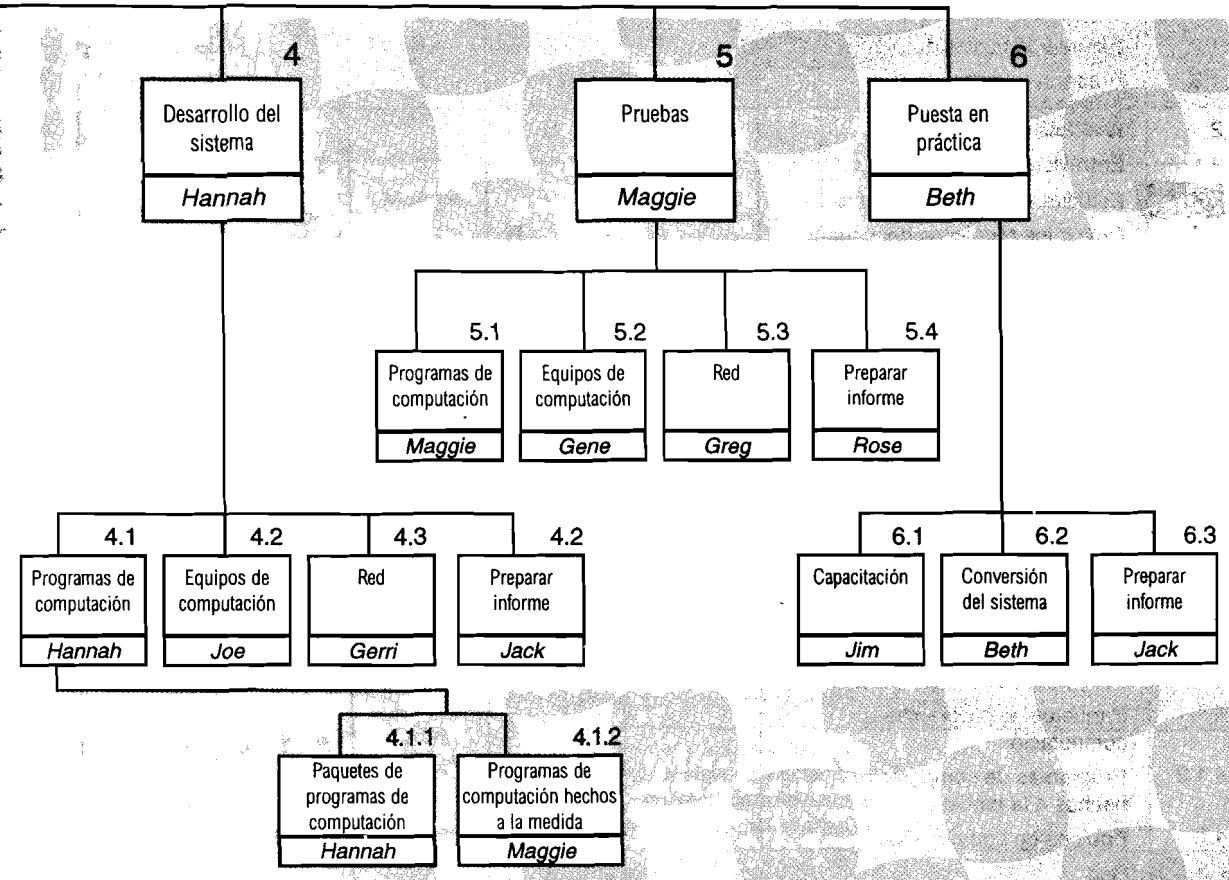 4
Desarrollo del
sistema
Hannah
5
Pruebas
Maggie
6
Puesta en
práctica
Beth
5.1
Programas de
computación
Maggie
5.2
Equipos de
computación
Gene
5.3
Red
Greg
5.4
Preparar
informe
Rose
4.1
Programas de
computación
Hannah
4.2
Equipos de
computación
Joe
4.3
Red
Gerri
4.2
Preparar
informe
Jack
6.1
Capacitación
Jim
6.2
Conversión
del sistema
Beth
6.3
Preparar
informe
Jack
4.1.1
Paquetes de
programas de
computación
Hannah
4.1.2
Programas de
computación hechos
a la medida
Maggie